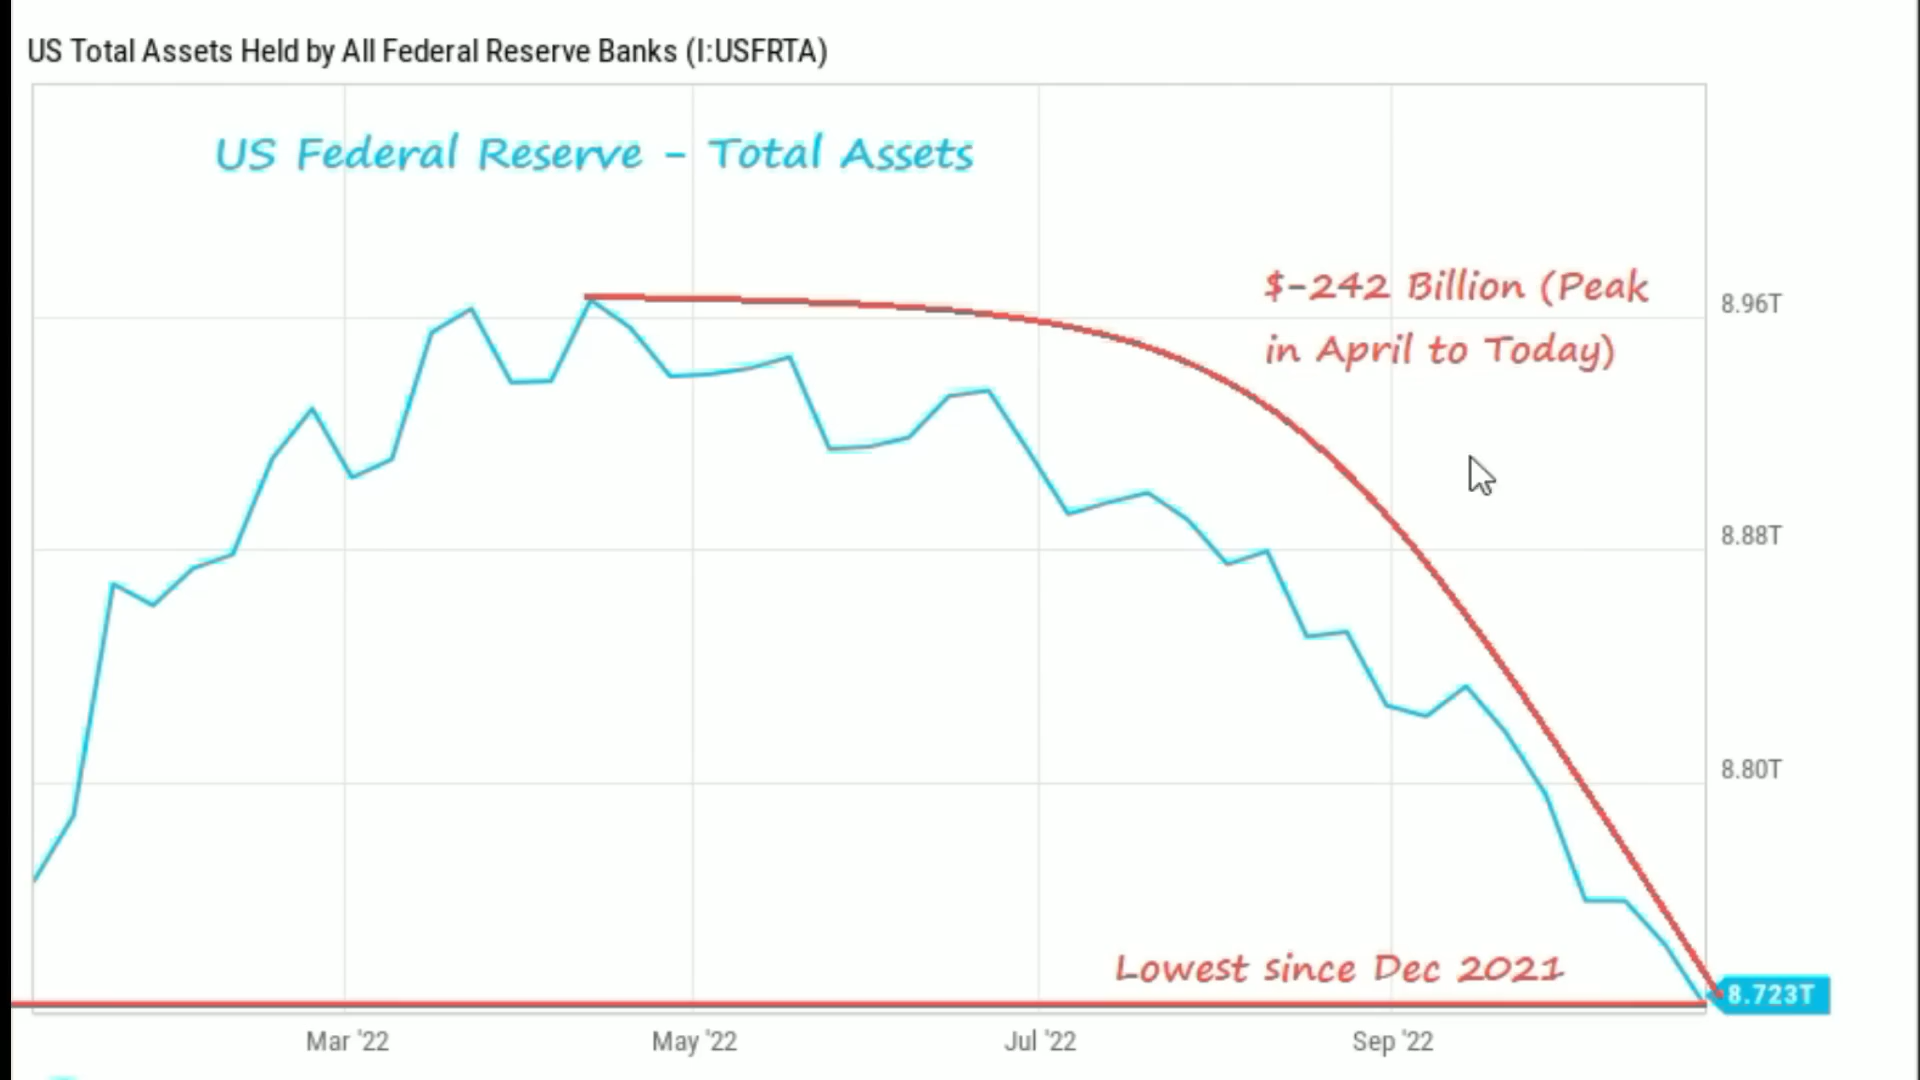 US Total Assets Held by All Federal Reserve Banks (I:USFRTA)
US Federal Reserve - Total Assets
$-242 Billion (Peak
in April to Today)
8.96T
8.88T
8.80T
Lowest since Dec 2021
8.723T
Mar '22
May '22
Jul '22
Sep '22